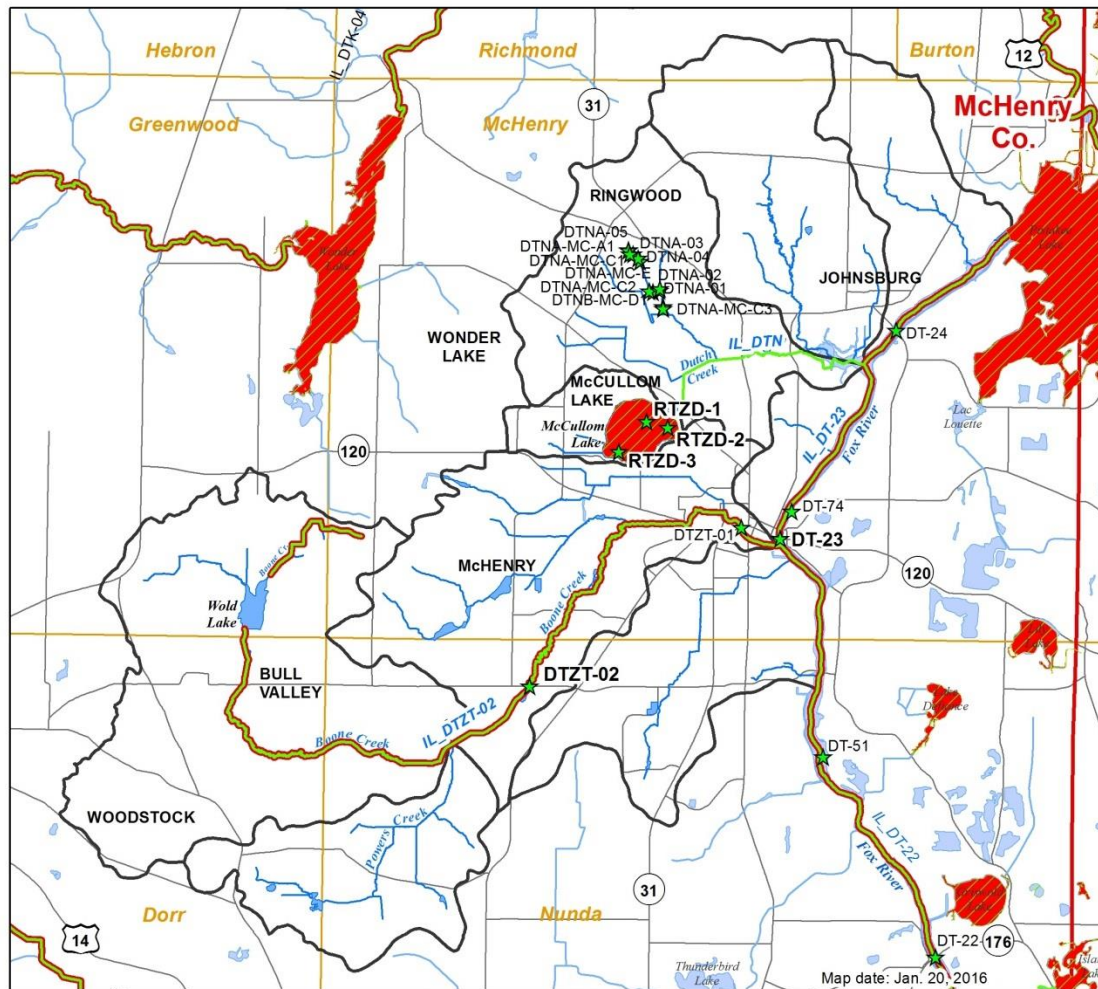 Hebron
IL_DTK-04
Richmond
Burton
12
Greenwood
31
McHenry
McHenry
Co.
RINGWOOD
DTNA-05
DTNA-MC-A1
DTNA-03
DTNA-MC-C1
DTNA-04
DTNA-MC-E
DTNA-02
DTNA-MC-C2
DTNA-01
DTNB-MC-D
DTNA-MC-C3
JOHNSBURG
DT-24
WONDER
LAKE
IL_DTN
Dutch
Creek
McCULLOM
LAKE
McCullom
Lake
RTZD-1
RTZD-2
RTZD-3
IL_DT-23
Fox River
Lac
Louette
120
DT-74
DTZT-01
DT-23
McHENRY
120
Boone Cr
Wold
Lake
Boone Creek
BULL
VALLEY
DTZT-02
IL_DTZT-02
Boone Creek
Defiance
DT-51
WOODSTOCK
Powers Creek
IL_DT-22
Fox River
31
Dorr
Nunda
14
DT-22
176
Thunderbird
Lake
Map date: Jan. 20, 2016